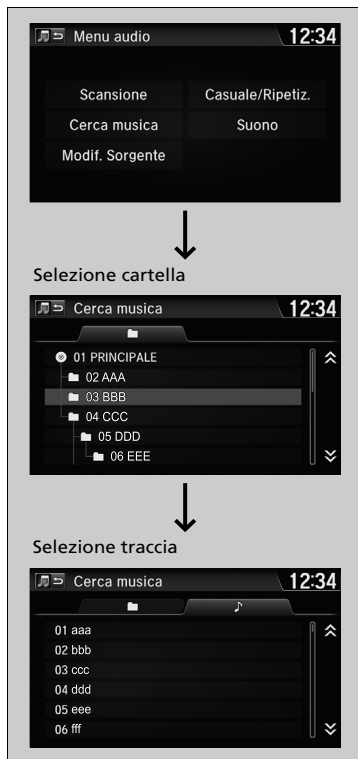 Menu audio 12:34
Scansione Casuale/Ripetiz.
Cerca musica Suono
Modif. Sorgente
Selezione cartella
Cerca musica 12:34
01 PRINCIPALE
02 AAA
03 BBB
04 CCC
05 DDD
06 EEE
Selezione traccia
Cerca musica 12:34
01 aaa
02 bbb
03 ccc
04 ddd
05 eee
06 fff